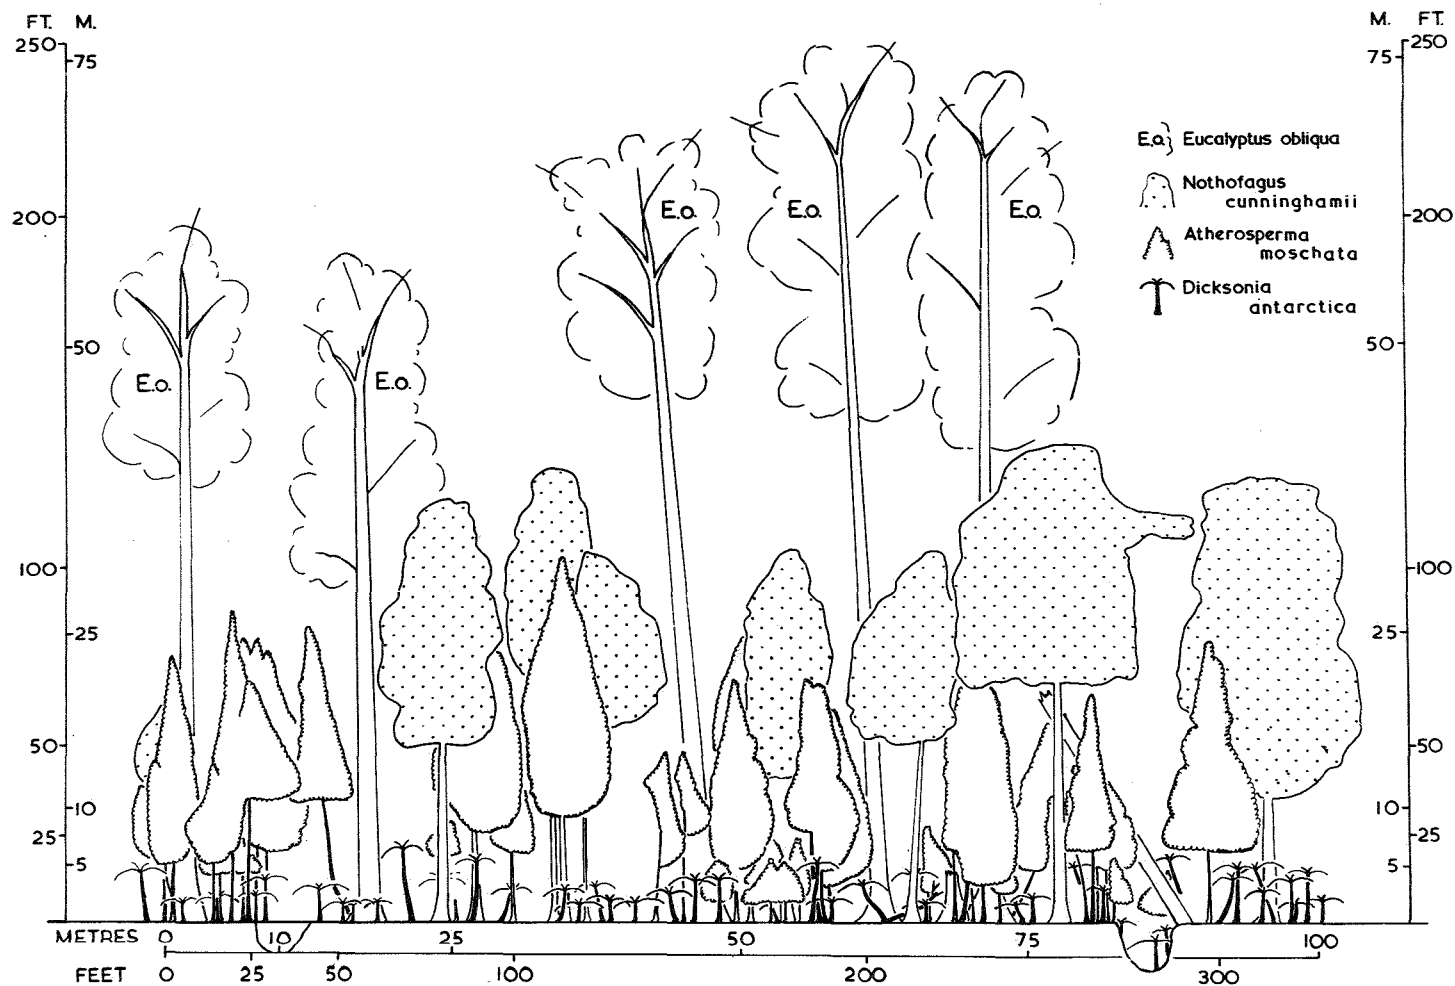 FT. M.
M. FT.
250
75
200
50
100
25
50
10
25
5
75
250
200
50
100
25
50
10
25
5
E.o.
E.o.
E.o.
E.o.
E.o.
E.o. Eucalyptus obliqua
Nothofagus
cunninghamii
Atherosperma
moschata
Dicksonia
antarctica
METRES 0 10 25 50 75 100
FEET 0 25 50 100 200 300